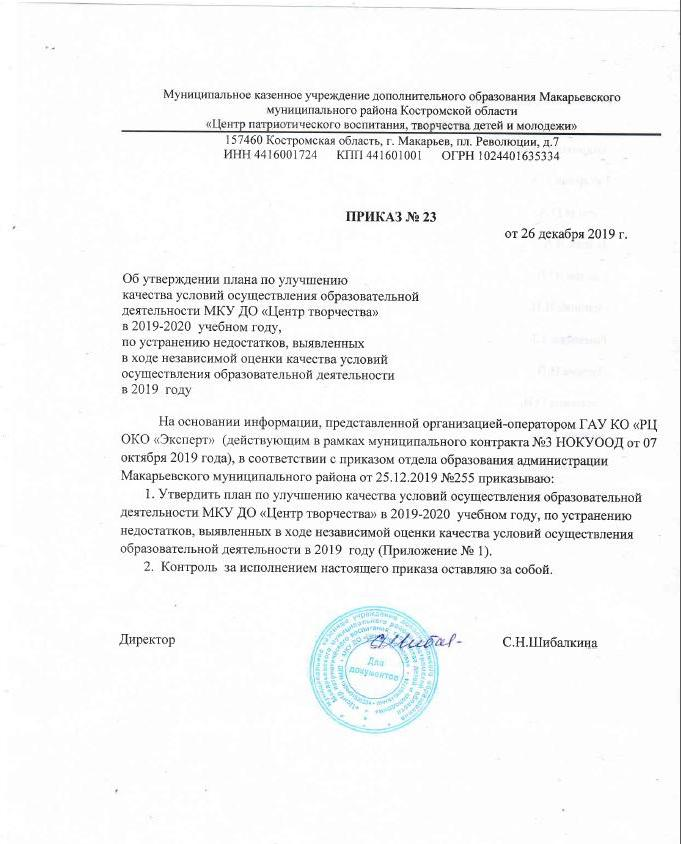 Муниципальное казенное учреждение дополнительного образования Макарьевского
муниципального района Костромской области
«Центр патриотического воспитания, творчества детей и молодежи»
157460 Костромская область, г. Макарьев, пл. Революции, д.7
ИНН 4416001724 КПП 441601001 ОГРН 1024401635334
ПРИКАЗ № 23
от 26 декабря 2019 г.
Об утверждении плана по улучшению
качества условий осуществления образовательной
деятельности МКУ ДО «Центр творчества»
в 2019-2020 учебном году,
по устранению недостатков, выявленных
в ходе независимой оценки качества условий
осуществления образовательной деятельности
в 2019 году
На основании информации, представленной организацией-оператором ГАУ КО «РЦ
ОКО «Эксперт» (действующим в рамках муниципального контракта №3 НОКУООД от 07
октября 2019 года), в соответствии с приказом отдела образования администрации
Макарьевского муниципального района от 25.12.2019 №255 приказываю:
1. Утвердить план по улучшению качества условий осуществления образовательной
деятельности МКУ ДО «Центр творчества» в 2019-2020 учебном году, по устранению
недостатков, выявленных в ходе независимой оценки качества условий осуществления
образовательной деятельности в 2019 году (Приложение № 1).
2. Контроль за исполнением настоящего приказа оставляю за собой.
Директор С.Н.Шибалкина
Для
документов